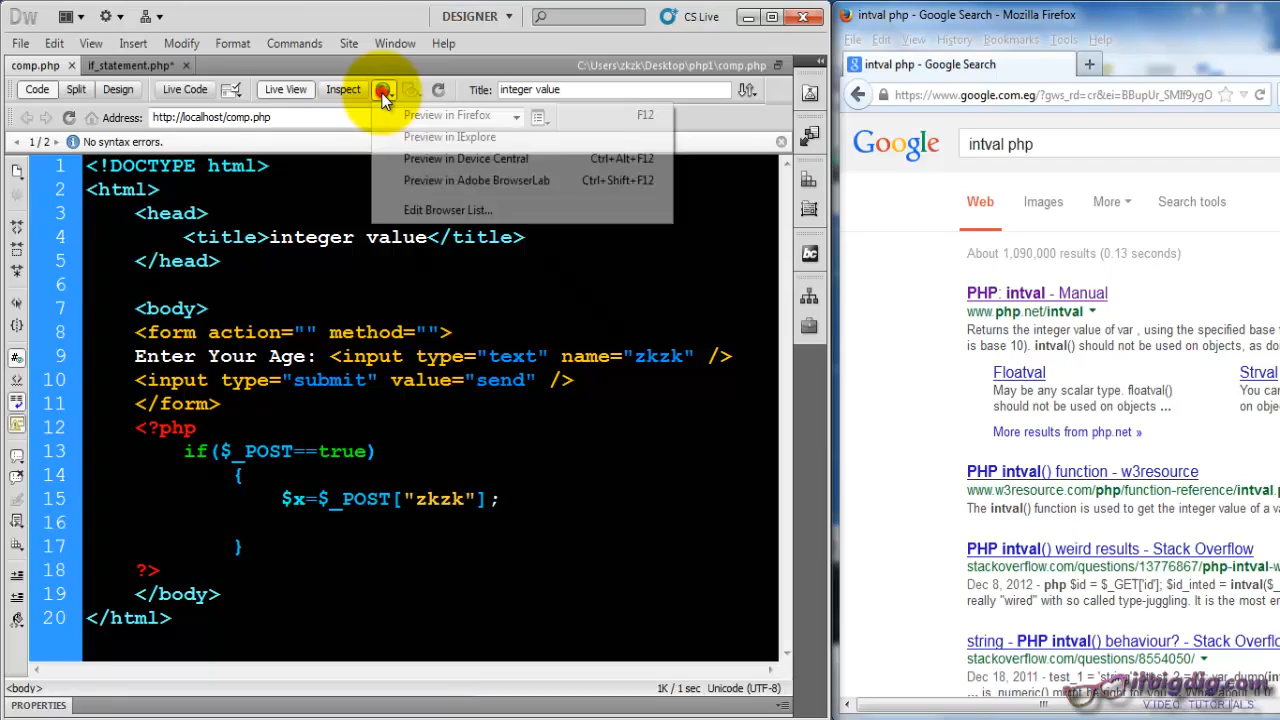 Dw
DESIGNER
CS Live
File Edit View Insert Modify Format Commands Site Window Help
comp.php × if_statement.php* ×
C:\Users\zkzk\Desktop\php1\comp.php
Code Split Design Live Code Live View Inspect Title: integer value
Address: http://localhost/comp.php
1 / 2 No syntax errors.
Preview in Firefox F12
Preview in IExplore
Preview in Device Central Ctrl+Alt+F12
Preview in Adobe BrowserLab Ctrl+Shift+F12
Edit Browser List...
1 <!DOCTYPE html>
2 <html>
3 <head>
4 <title>integer value</title>
5 </head>
6
7 <body>
8 <form action="" method="">
9 Enter Your Age: <input type="text" name="zkzk" />
10 <input type="submit" value="send" />
11 </form>
12 <?php
13 if($_POST==true)
14 {
15 $x=$_POST["zkzk"];
16
17 }
18 ?>
19 </body>
20 </html>
<body>
1K / 1 sec Unicode (UTF-8)
PROPERTIES
intval php - Google Search - Mozilla Firefox
File Edit View History Bookmarks Tools Help
intval php - Google Search
https://www.google.com.eg/?gws_rd=cr&ei=BBupUr_SMIf9ygO
Google
intval php
Web Images More Search tools
About 1,090,000 results (0.13 seconds)
PHP: intval - Manual
www.php.net/intval
Returns the integer value of var , using the specified base
is base 10). intval() should not be used on objects, as do
Floatval Strval
May be any scalar type. floatval() You can
should not be used on objects ... on obje
More results from php.net »
PHP intval() function - w3resource
www.w3resource.com/php/function-reference/intval.p
The intval() function is used to get the integer value of a va
PHP intval() weird results - Stack Overflow
stackoverflow.com/questions/13776867/php-intval-w
Dec 8, 2012 - php $id = $_GET['id']; $id_inted = intval($
really "wired" with so called type-juggling. It is the most er
string - PHP intval() behaviour? - Stack Overflo
stackoverflow.com/questions/8554050/
Dec 18, 2011 - test_1 = 'string'
VIDEO TUTORIALS